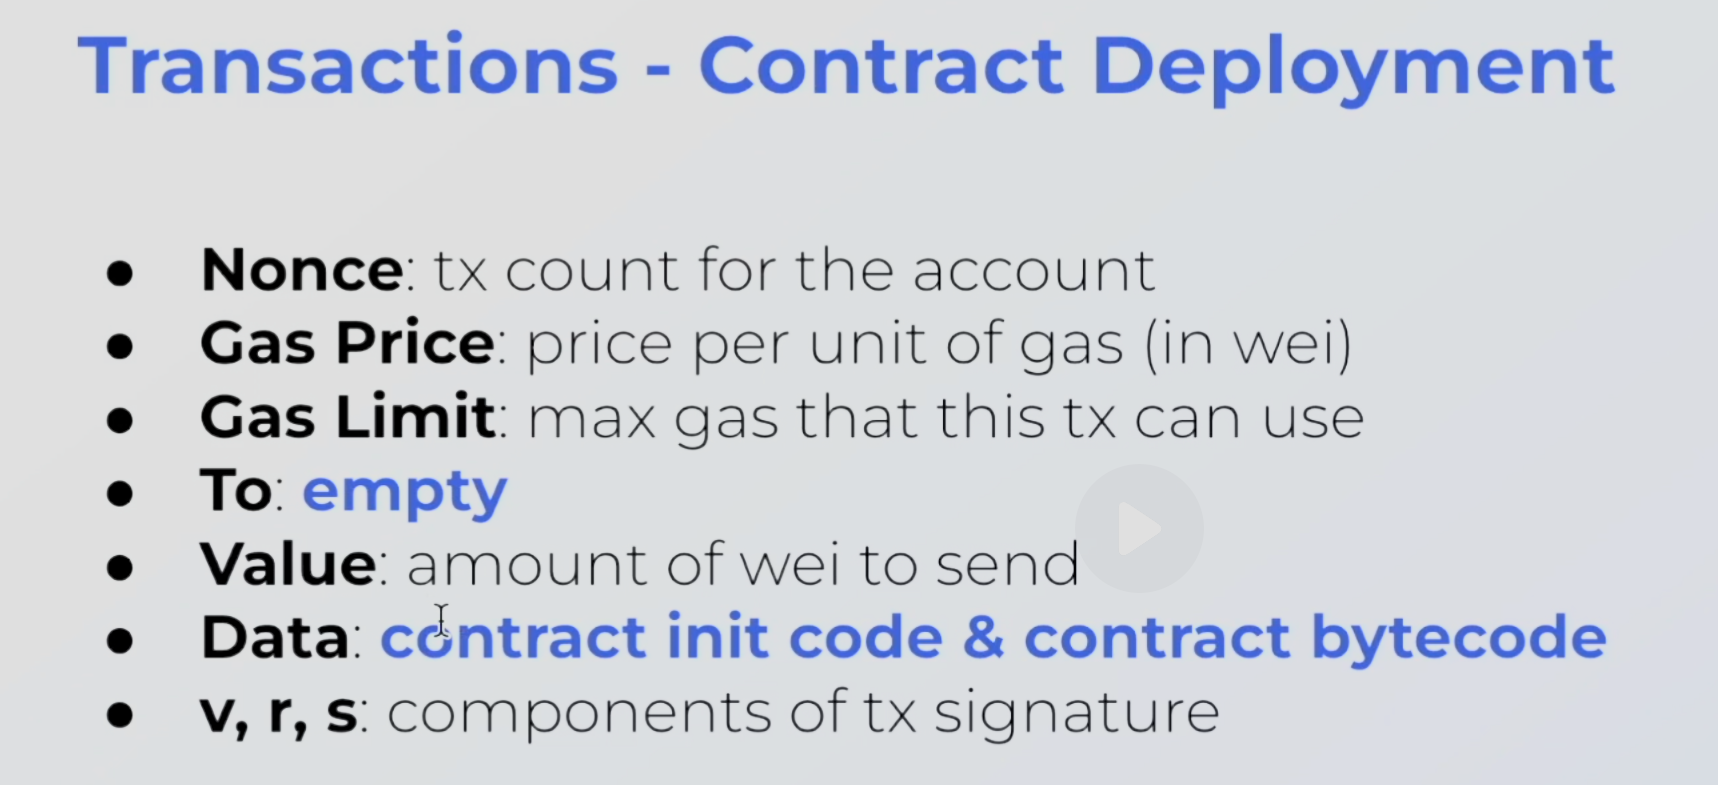 Transactions - Contract Deployment
● Nonce: tx count for the account
● Gas Price: price per unit of gas (in wei)
● Gas Limit: max gas that this tx can use
● To: empty
● Value: amount of wei to send
● Data: contract init code & contract bytecode
● v, r, s: components of tx signature